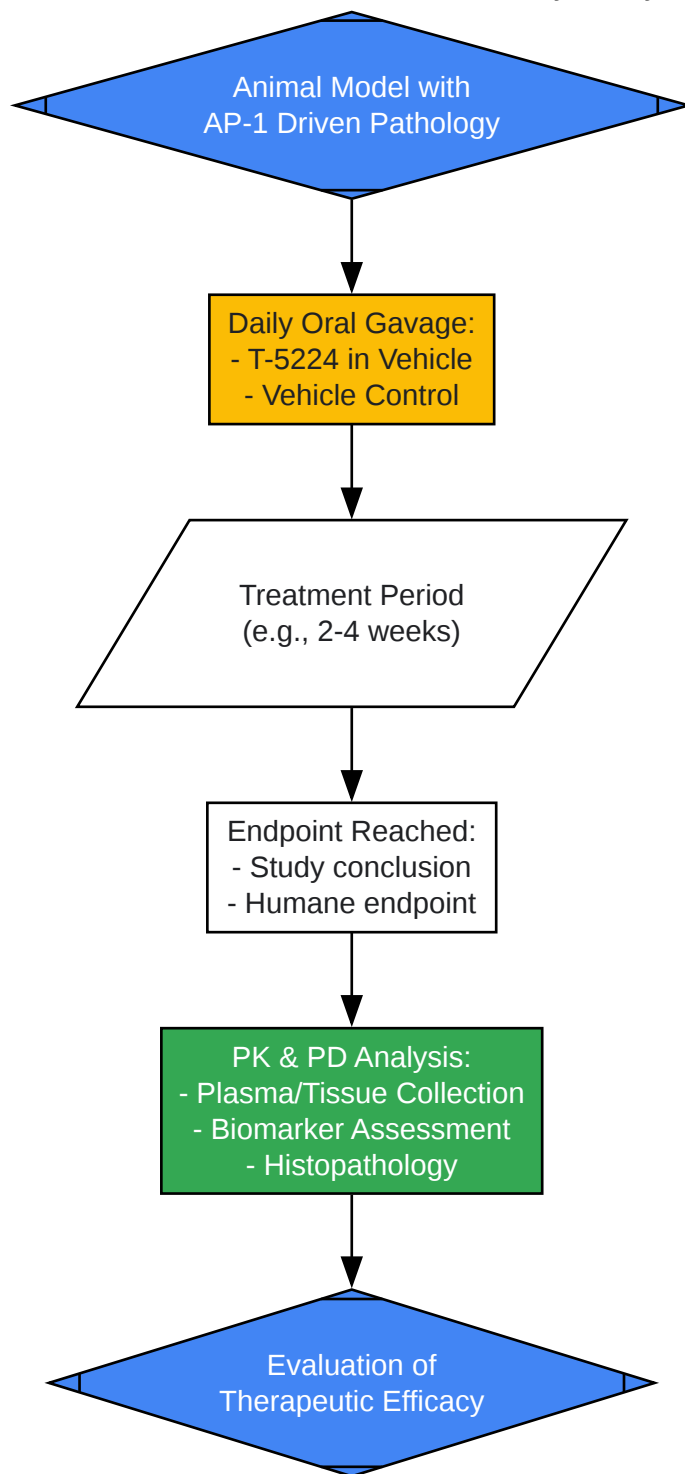 Animal Model with
AP-1 Driven Pathology
Daily Oral Gavage:
- T-5224 in Vehicle
- Vehicle Control
Treatment Period
(e.g., 2-4 weeks)
Endpoint Reached:
- Study conclusion
- Humane endpoint
PK & PD Analysis:
- Plasma/Tissue Collection
- Biomarker Assessment
- Histopathology
Evaluation of
Therapeutic Efficacy